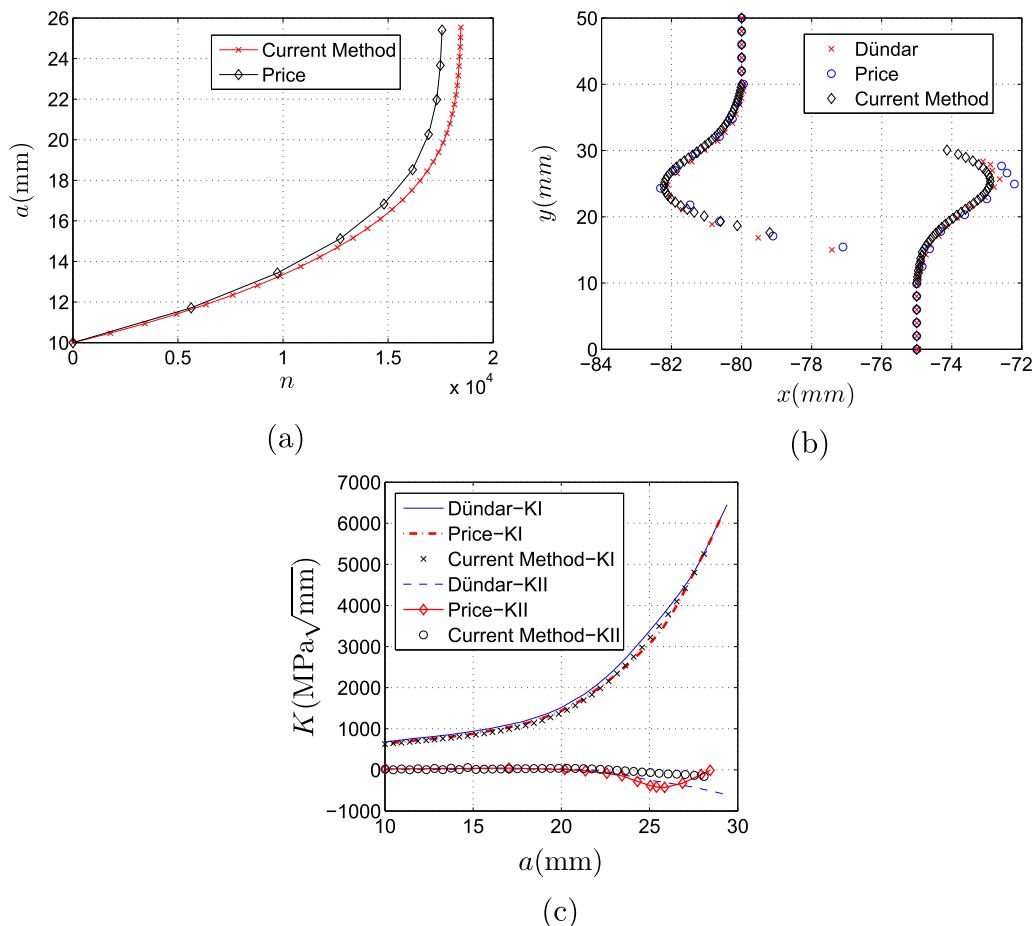 26
24
22
20
18
16
14
12
10
a(mm)
Current Method
Price
0
0.5
1
1.5
2
x 10⁴
n
(a)
50
40
30
20
10
0
y(mm)
Dündar
Price
Current Method
−84
−82
−80
−78
−76
−74
−72
x(mm)
(b)
7000
6000
5000
4000
3000
2000
1000
0
−1000
K(MPa√mm)
Dündar−KI
Price−KI
Current Method−KI
Dündar−KII
Price−KII
Current Method−KII
10
15
20
25
30
a(mm)
(c)